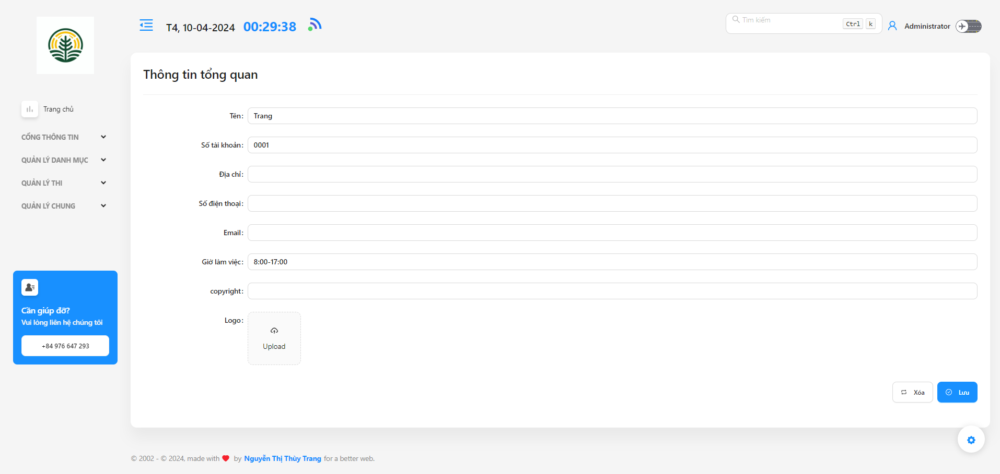 T4, 10-04-2024 00:29:38
Tìm kiếm Ctrl k
Administrator
Trang chủ
CỔNG THÔNG TIN
QUẢN LÝ DANH MỤC
QUẢN LÝ THI
QUẢN LÝ CHUNG
Cần giúp đỡ?
Vui lòng liên hệ chúng tôi
+84 976 647 293
Thông tin tổng quan
Tên: Trang
Số tài khoản: 0001
Địa chỉ:
Số điện thoại:
Email:
Giờ làm việc: 8:00-17:00
copyright:
Logo:
Upload
Xóa
Lưu
© 2002 - © 2024, made with by Nguyễn Thị Thùy Trang for a better web.